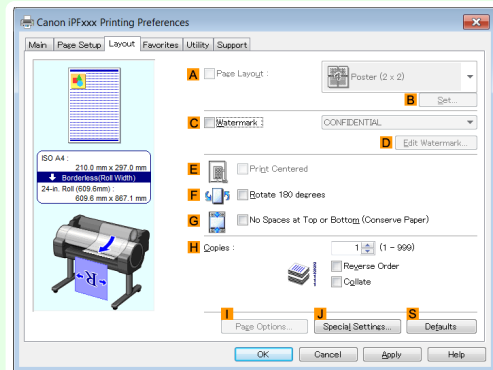 Canon iPFxxx Printing Preferences
Main Page Setup Layout Favorites Utility Support
A Page Layout : Poster (2 x 2)
B Set...
C Watermark : CONFIDENTIAL
D Edit Watermark...
ISO A4 :
210.0 mm x 297.0 mm
Borderless(Roll Width)
24-in. Roll (609.6mm) :
609.6 mm x 867.1 mm
E Print Centered
F Rotate 180 degrees
G No Spaces at Top or Bottom (Conserve Paper)
H Copies : 1 (1 - 999)
Reverse Order
Collate
R
I J S
Page Options... Special Settings... Defaults
OK Cancel Apply Help